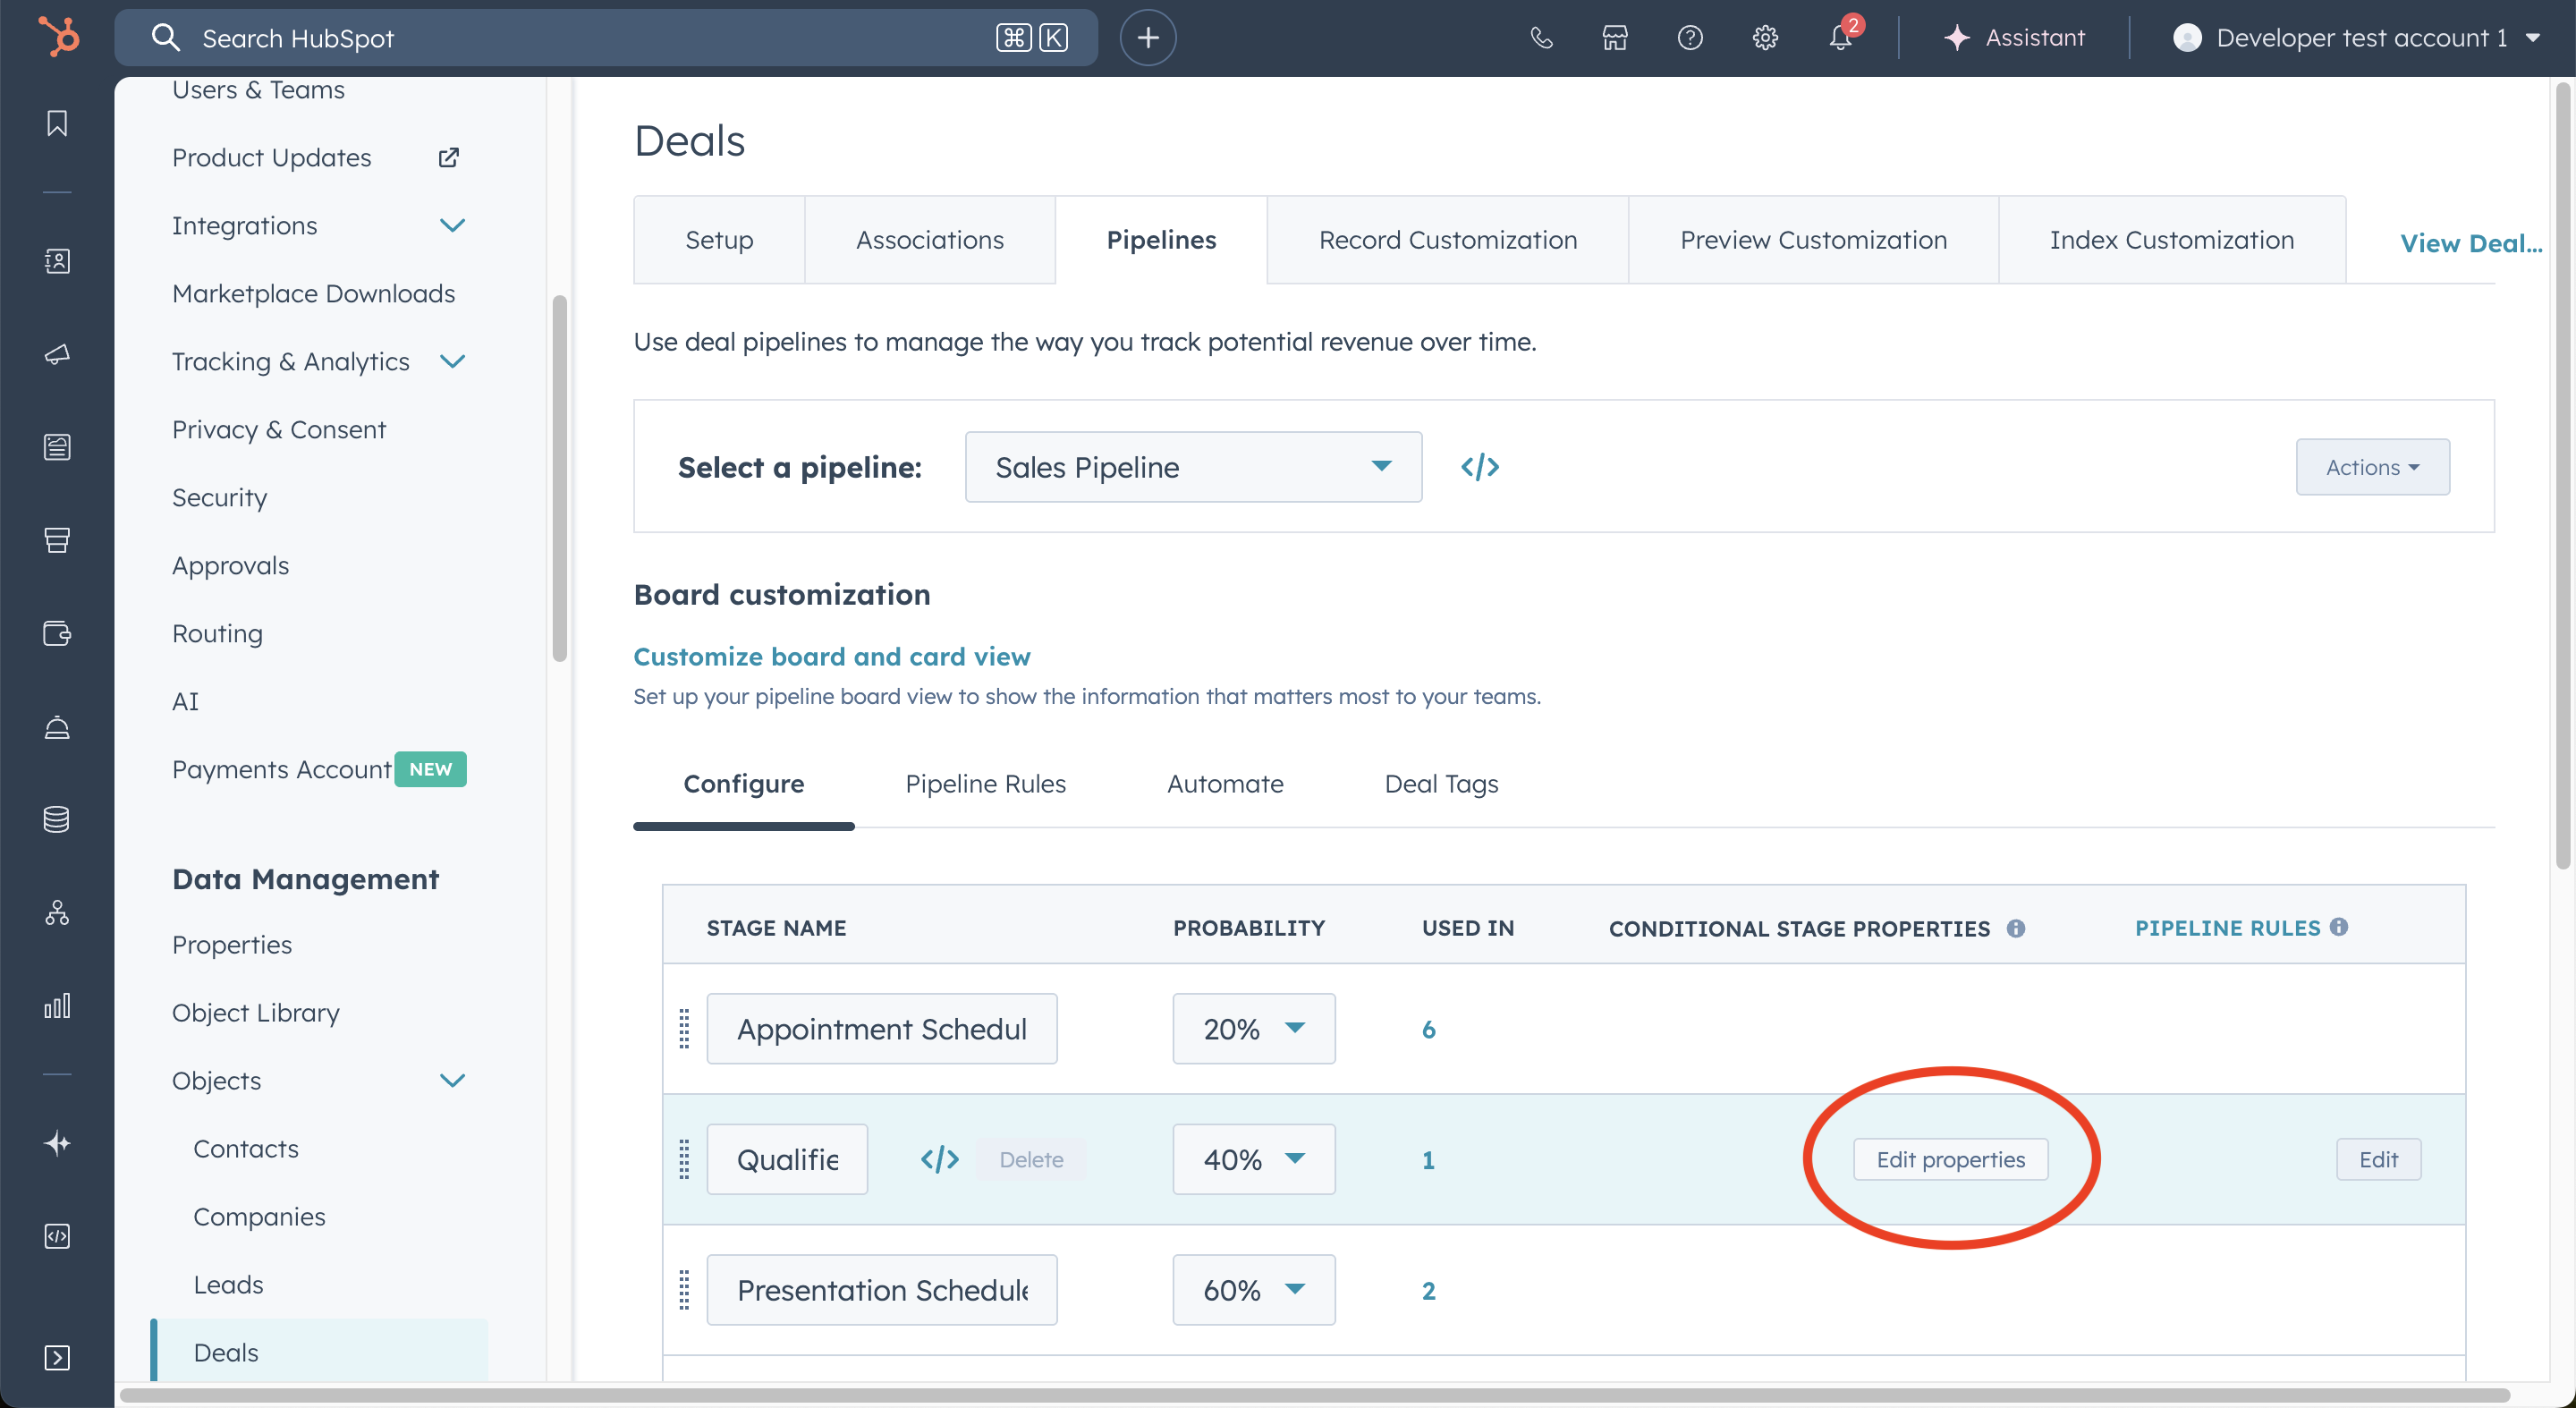 Search HubSpot
⌘ K
2
Assistant
Developer test account 1
Users & Teams
Product Updates
Integrations
Marketplace Downloads
Tracking & Analytics
Privacy & Consent
Security
Approvals
Routing
AI
Payments Account NEW
Data Management
Properties
Object Library
Objects
Contacts
Companies
Leads
Deals
Deals
Setup
Associations
Pipelines
Record Customization
Preview Customization
Index Customization
View Deal...
Use deal pipelines to manage the way you track potential revenue over time.
Select a pipeline: Sales Pipeline </> Actions
Board customization
Customize board and card view
Set up your pipeline board view to show the information that matters most to your teams.
Configure Pipeline Rules Automate Deal Tags
STAGE NAME PROBABILITY USED IN CONDITIONAL STAGE PROPERTIES PIPELINE RULES
Appointment Schedul 20% 6
Qualifie </> Delete 40% 1 Edit properties Edit
Presentation Schedule 60% 2